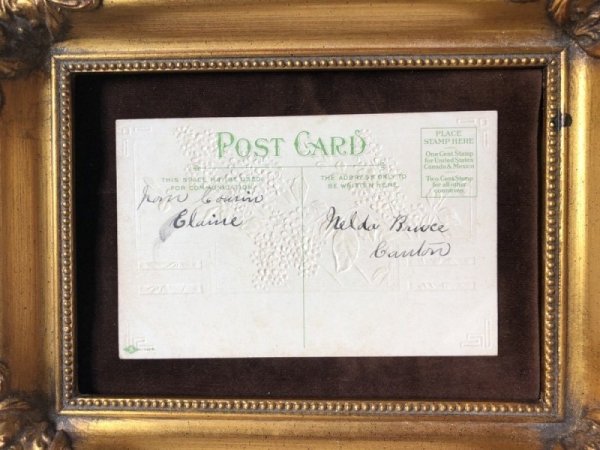 POST CARD
PLACE
STAMP HERE
One Cent Stamp
for United States
Canada & Mexico
Two Cent Stamp
for all other
countries
THIS SPACE MAY BE USED
FOR COMMUNICATION
THE ADDRESS ONLY TO
BE WRITTEN HERE
From Cousin
Claire
Nelda Bruce
Canton